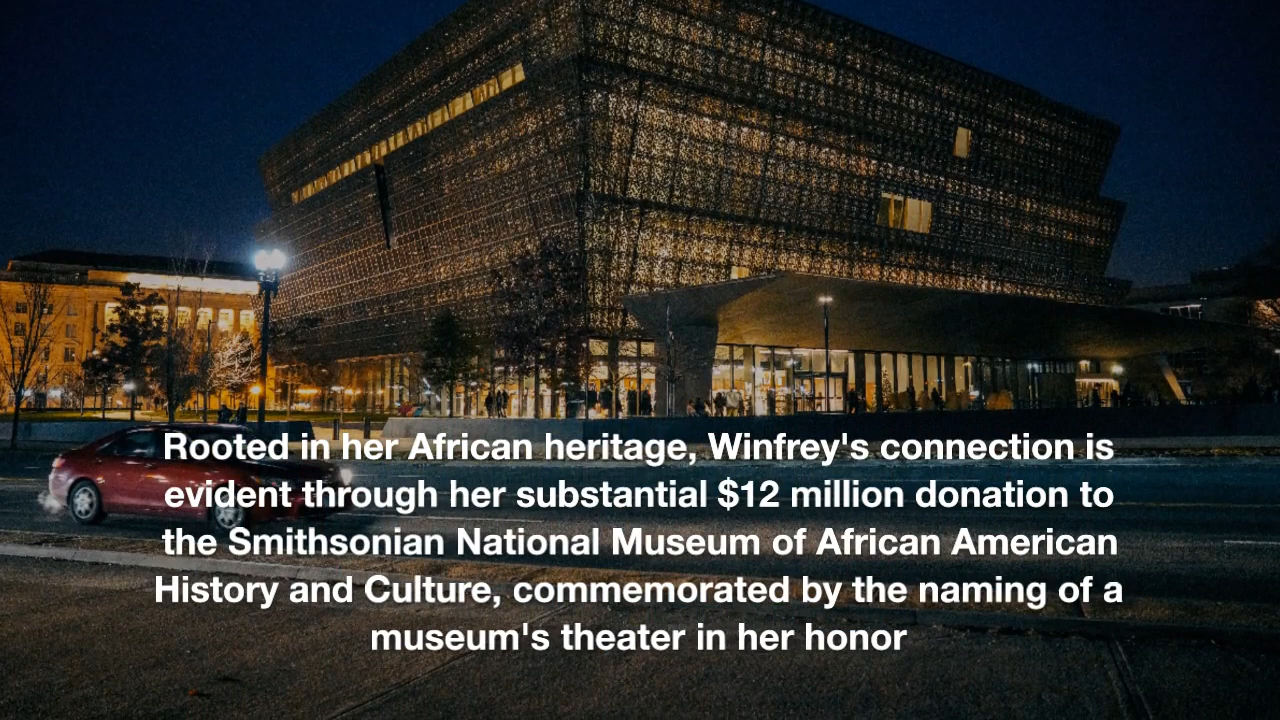 Rooted in her African heritage, Winfrey's connection is
evident through her substantial $12 million donation to
the Smithsonian National Museum of African American
History and Culture, commemorated by the naming of a
museum's theater in her honor